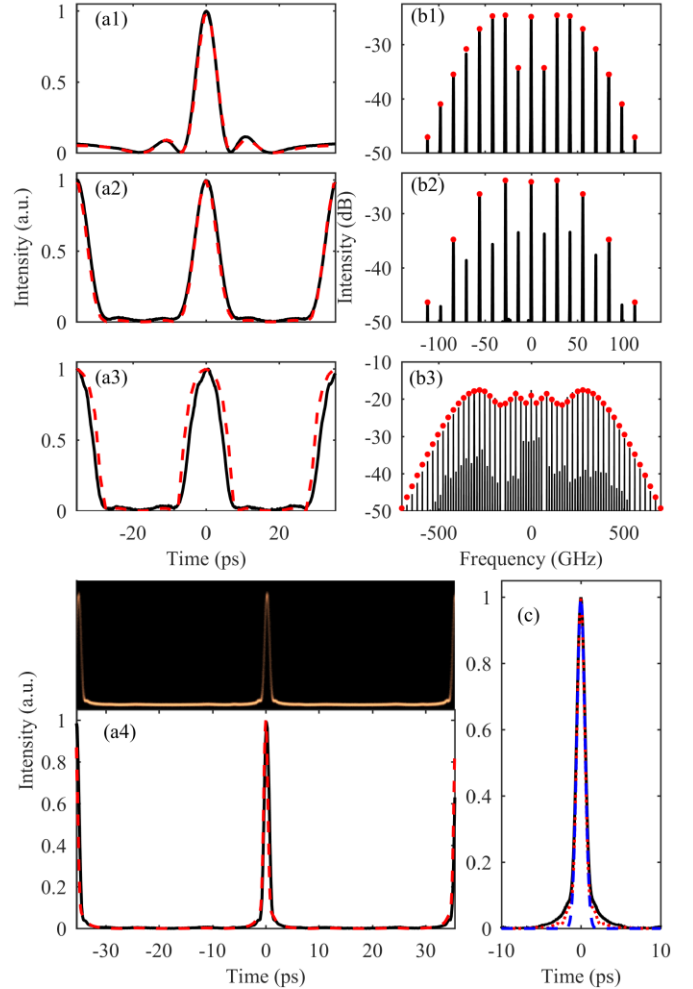 (a1)
1
0.5
0
(b1)
-25
-30
-40
-50
(a2)
1
0.5
0
Intensity (a.u.)
(b2)
-30
-40
-50
Intensity (dB)
-100 -50 0 50 100
(a3)
1
0.5
0
-20 0 20
Time (ps)
(b3)
-10
-20
-30
-40
-50
-500 0 500
Frequency (GHz)
(a4)
1
0.8
0.6
0.4
0.2
0
Intensity (a.u.)
-30 -20 -10 0 10 20 30
Time (ps)
(c)
1
0.8
0.6
0.4
0.2
0
-10 0 10
Time (ps)